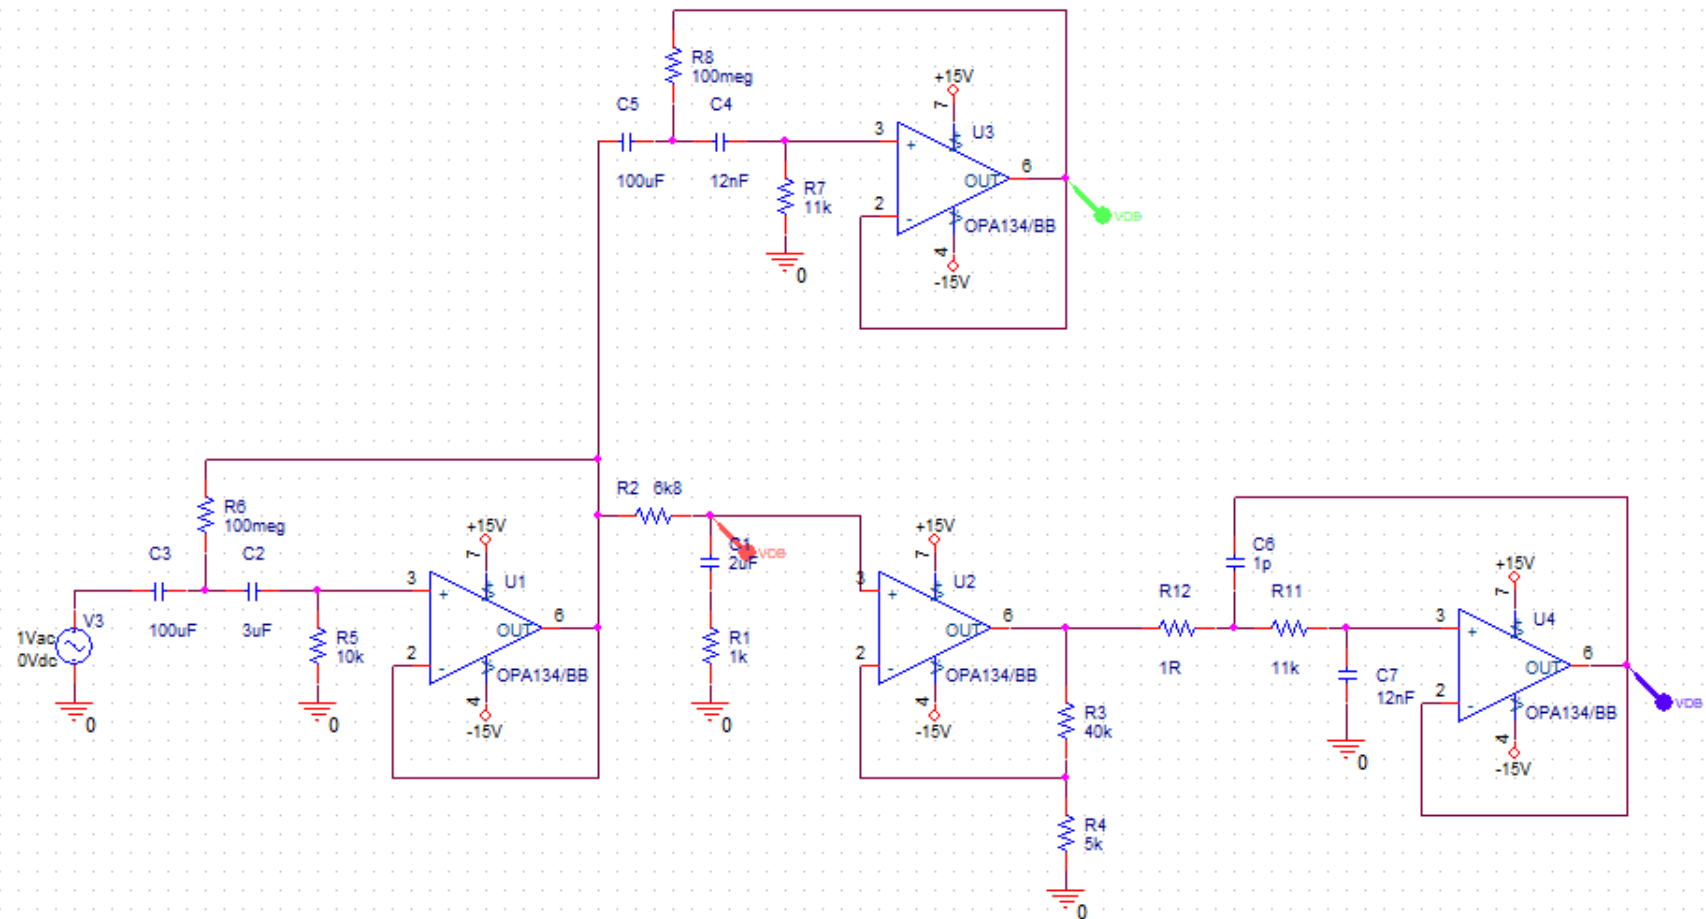 R8
100meg
+15V
7
C5
C4
3
+
U3
6
OUT
100uF
12nF
R7
11k
2
-
OPA134/BB
VDB
4
-15V
0
R2
6k8
R6
100meg
+15V
7
C1
2uF
VDB
+15V
7
C6
1p
+15V
7
C3
C2
3
+
U1
3
+
U2
R12
R11
3
+
U4
V3
1Vac
0Vdc
100uF
3uF
R5
10k
6
OUT
2
-
OPA134/BB
R1
1k
6
OUT
2
-
OPA134/BB
1R
11k
C7
12nF
6
OUT
2
-
OPA134/BB
VDB
4
-15V
0
0
0
4
-15V
R3
40k
0
4
-15V
R4
5k
0